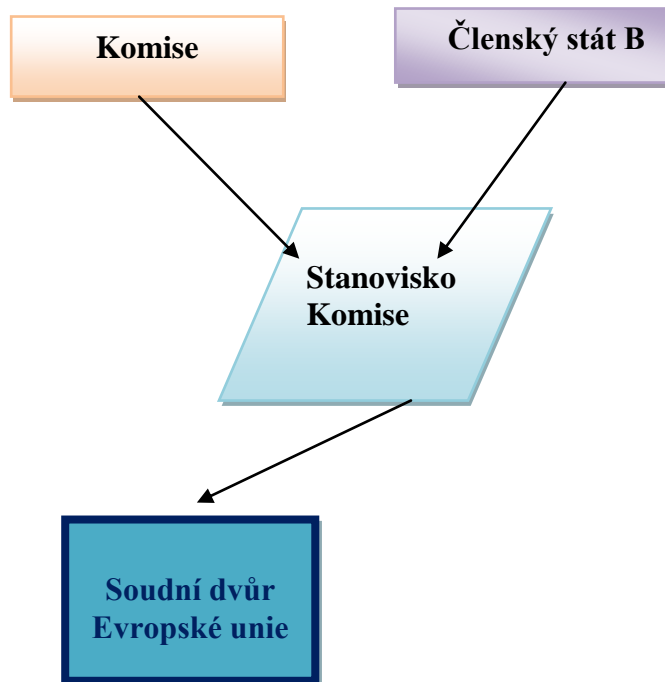 Komise
Členský stát B
Stanovisko
Komise
Soudní dvůr
Evropské unie